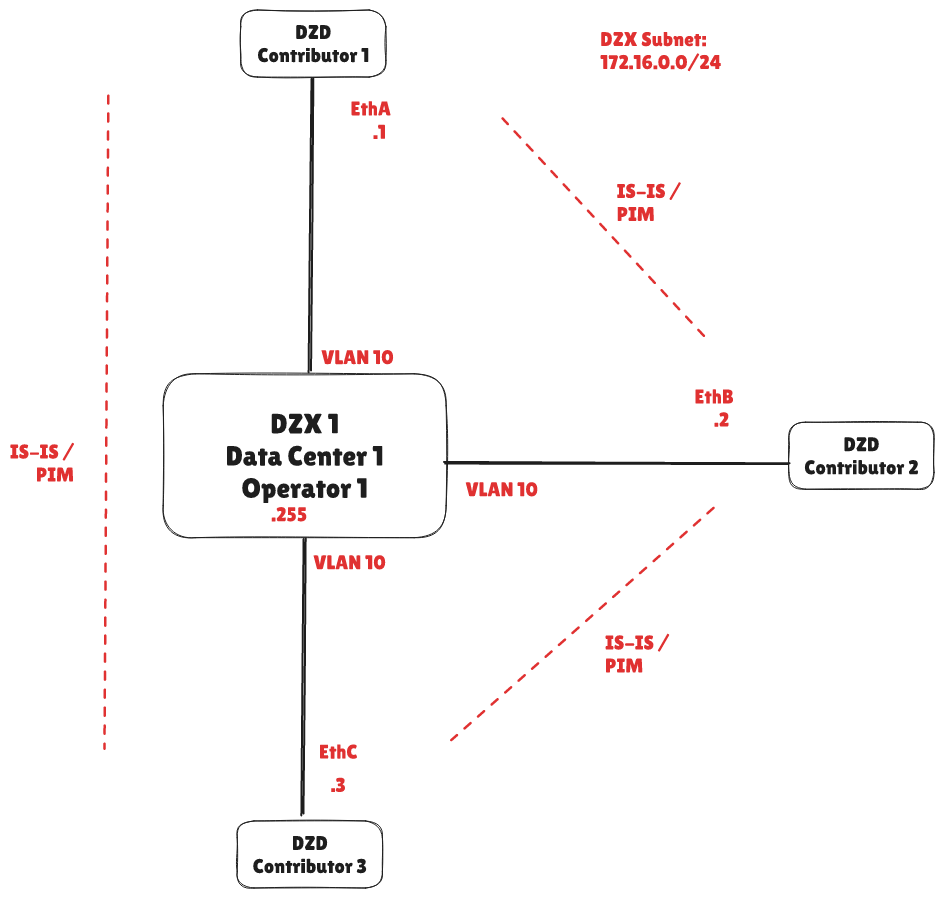 DZD
Contributor 1
DZX Subnet:
172.16.0.0/24
EthA
.1
IS-IS /
PIM
VLAN 10
EthB
.2
DZX 1
Data Center 1
Operator 1
.255
DZD
Contributor 2
IS-IS /
PIM
VLAN 10
VLAN 10
IS-IS /
PIM
EthC
.3
DZD
Contributor 3